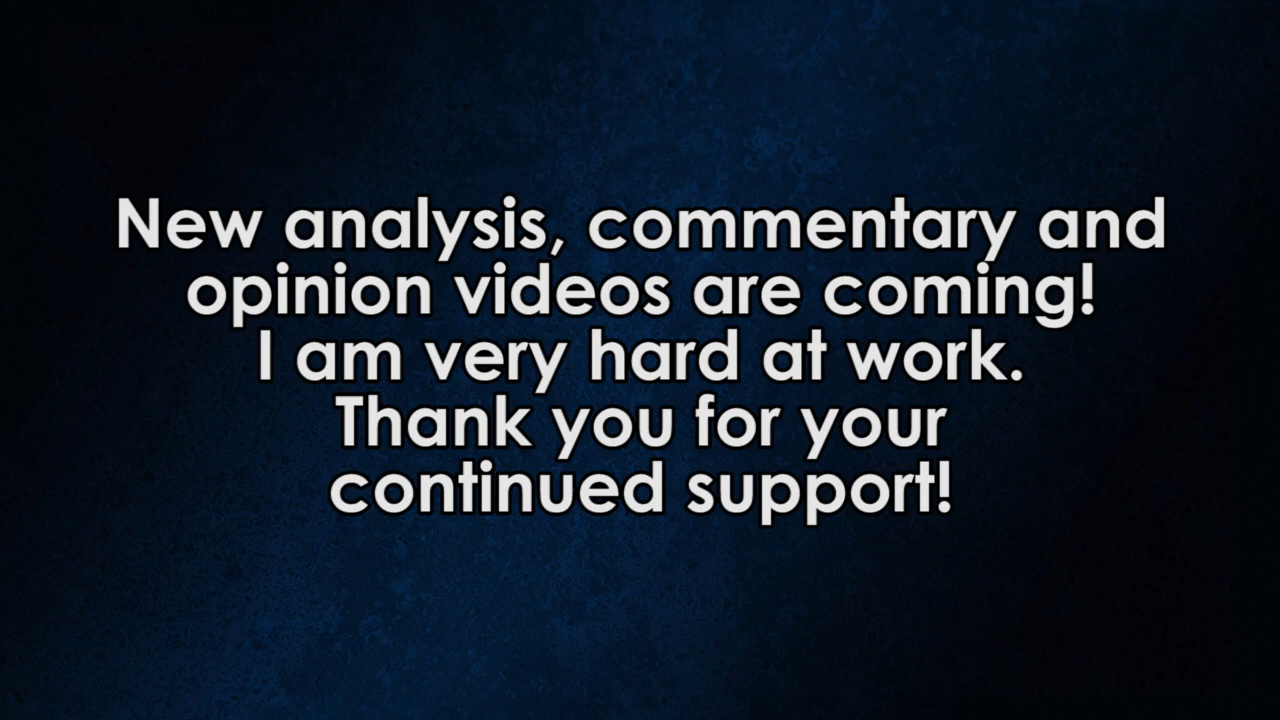 New analysis, commentary and
opinion videos are coming!
I am very hard at work.
Thank you for your
continued support!